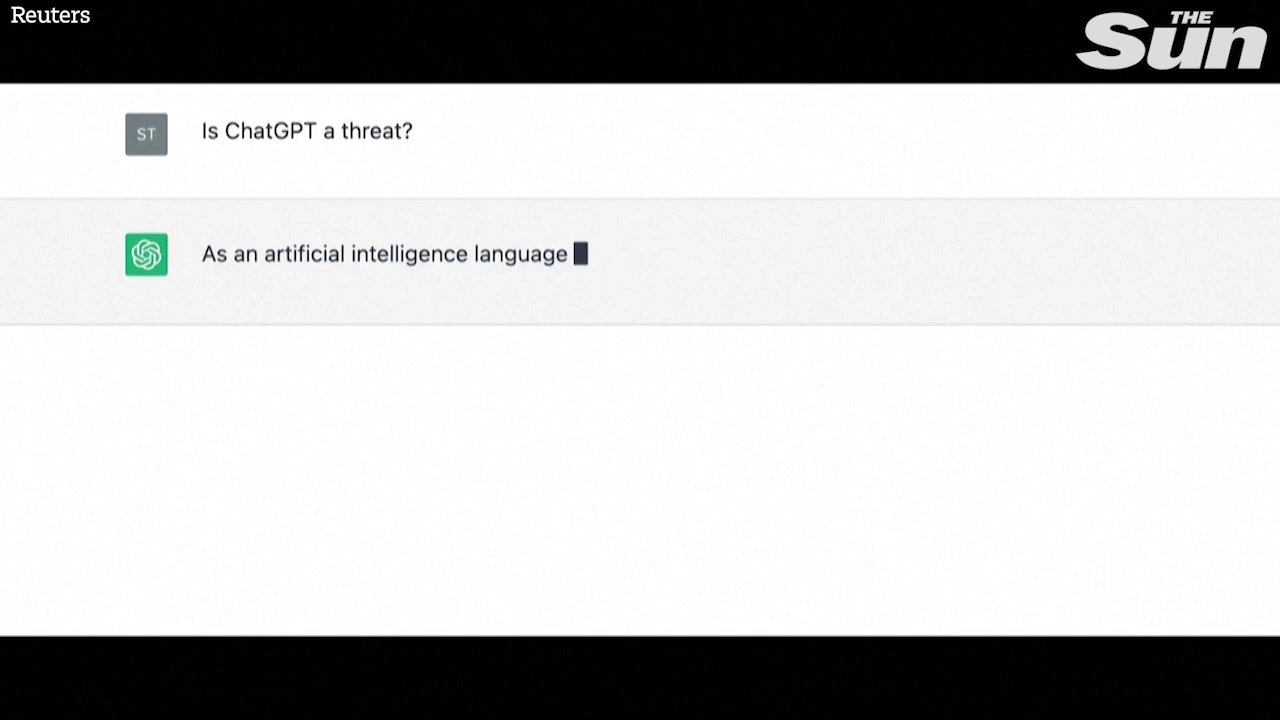 Reuters
THE
Sun
ST
Is ChatGPT a threat?
As an artificial intelligence language